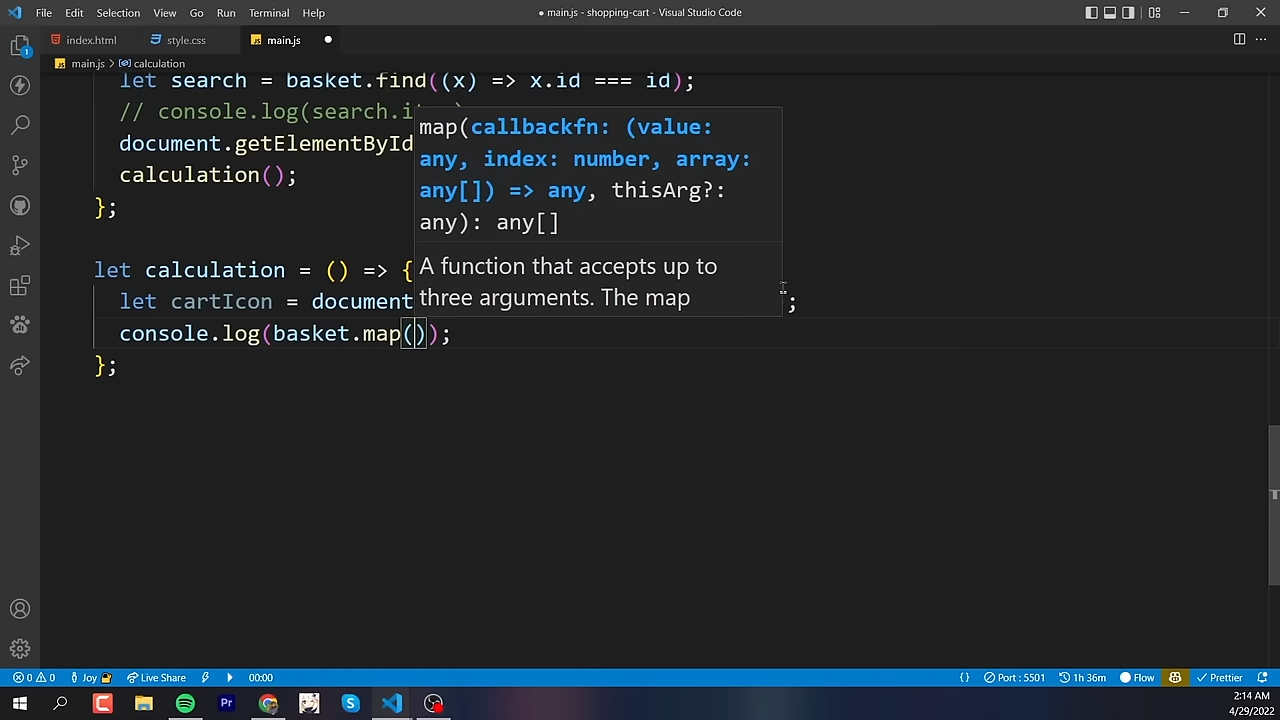 File Edit Selection View Go Run Terminal Help
● main.js - shopping-cart - Visual Studio Code
index.html style.css main.js ●
main.js > calculation
let search = basket.find((x) => x.id === id);
// console.log(search.it
document.getElementById
calculation();
};
map(callbackfn: (value:
any, index: number, array:
any[]) => any, thisArg?:
any): any[]
A function that accepts up to
three arguments. The map
let calculation = () => {
let cartIcon = document ;
console.log(basket.map());
};
1
0 0 Joy Live Share 00:00 {} Port : 5501 1h 36m Flow Prettier
Pr
2:14 AM
4/29/2022